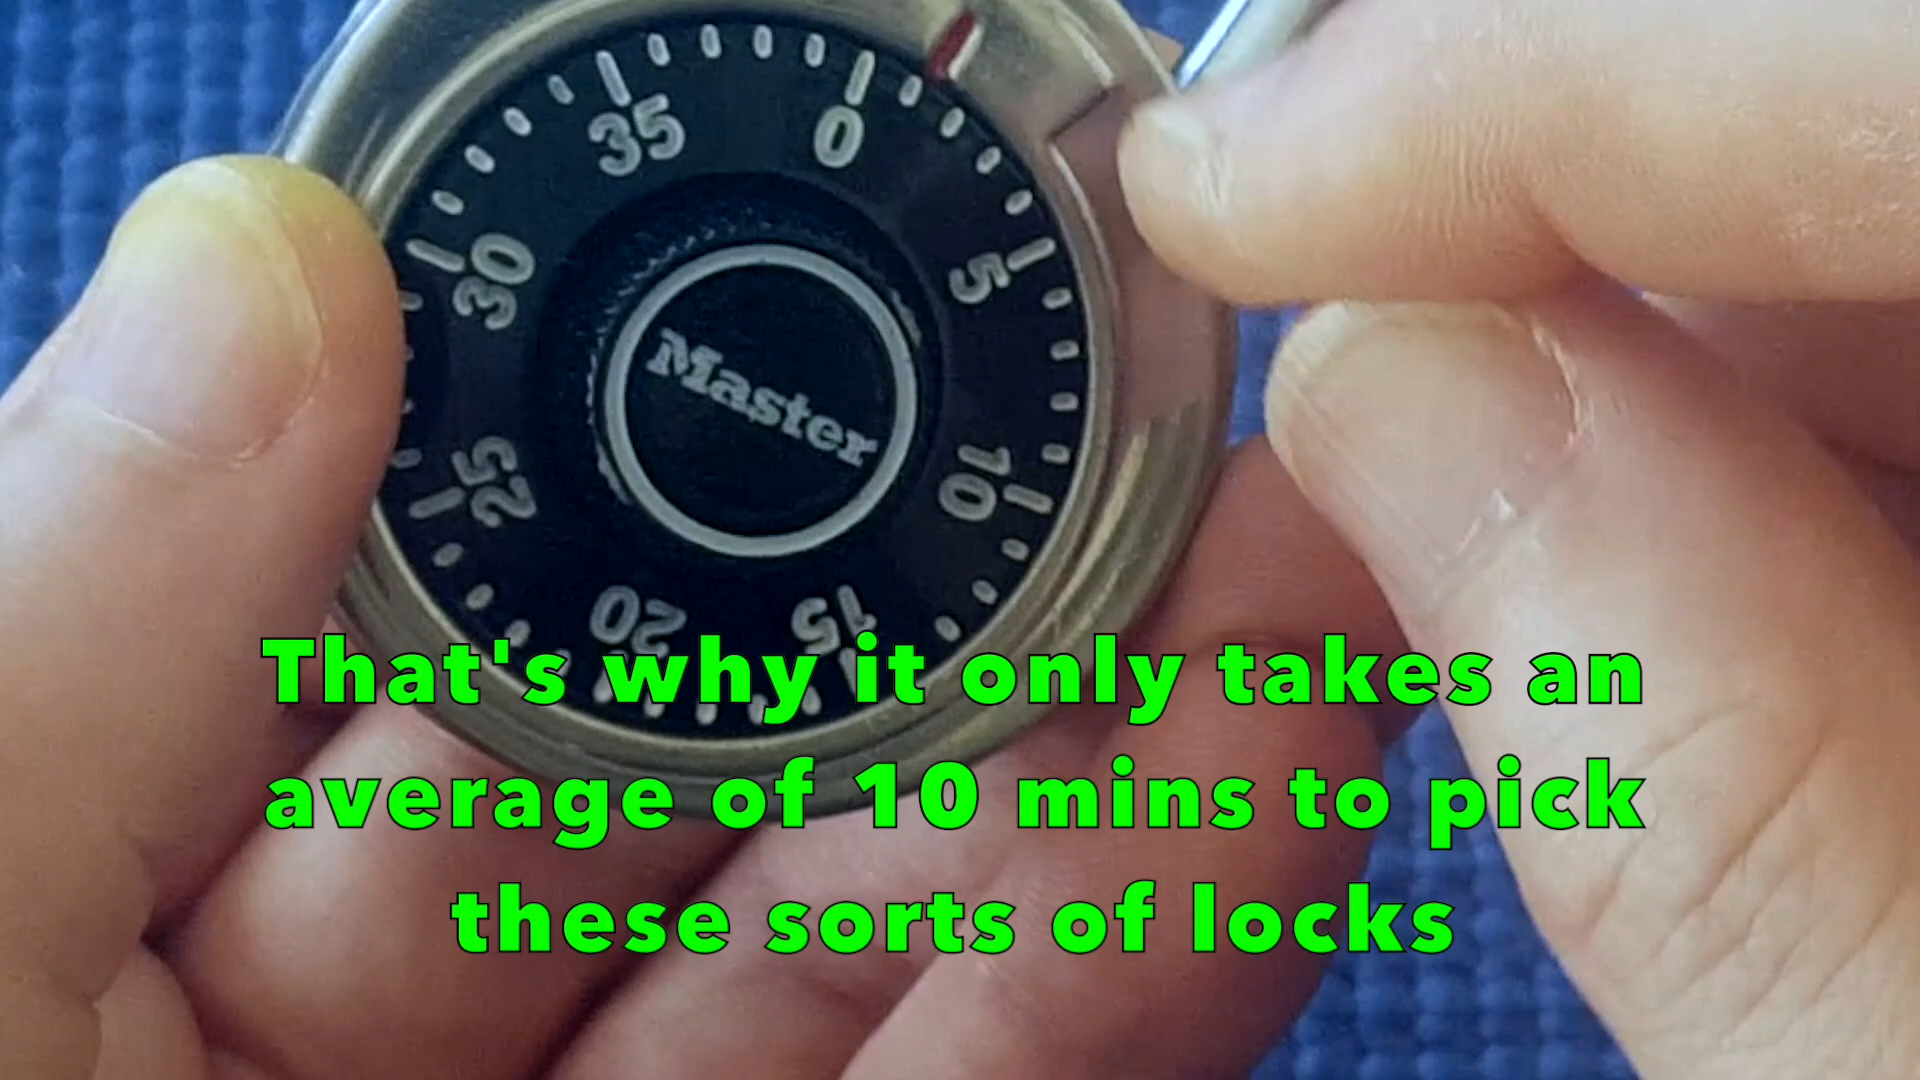 35
0
30
5
Master
25
10
20
15
That's why it only takes an
average of 10 mins to pick
these sorts of locks